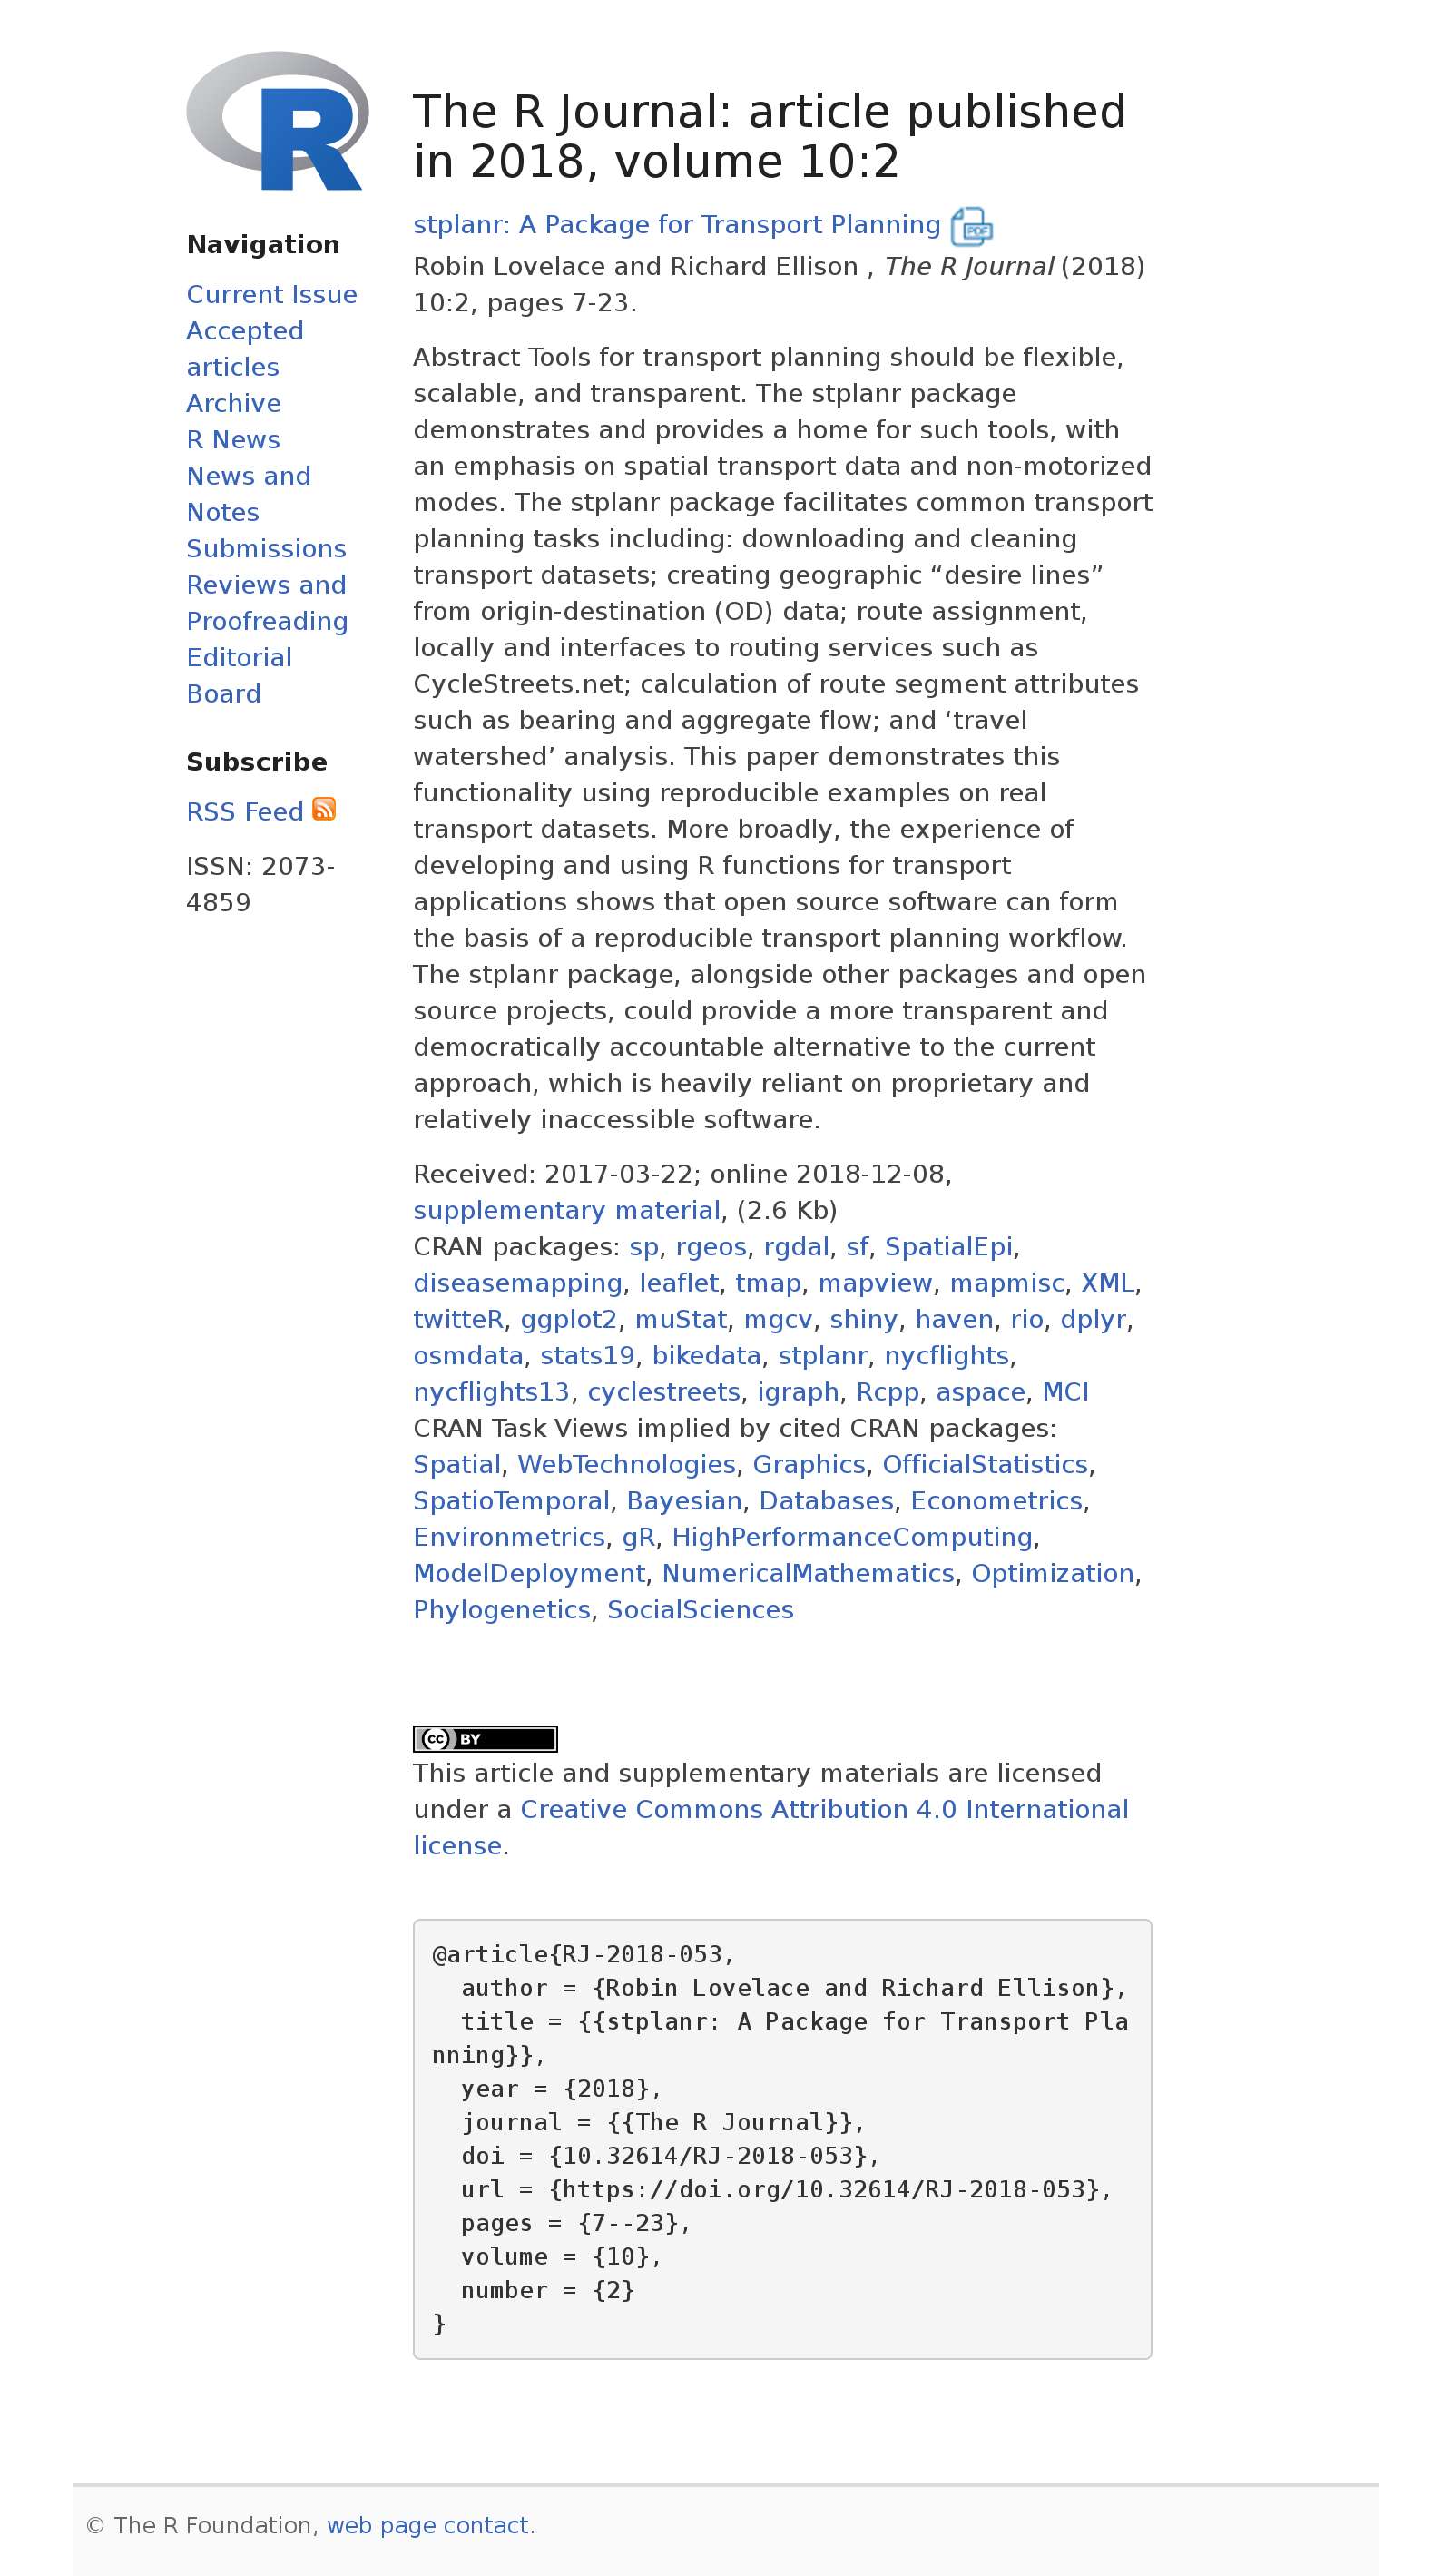 R
Navigation
Current Issue
Accepted
articles
Archive
R News
News and
Notes
Submissions
Reviews and
Proofreading
Editorial
Board
Subscribe
RSS Feed
ISSN: 2073-
4859
The R Journal: article published
in 2018, volume 10:2
stplanr: A Package for Transport Planning PDF
Robin Lovelace and Richard Ellison , The R Journal (2018)
10:2, pages 7-23.
Abstract Tools for transport planning should be flexible,
scalable, and transparent. The stplanr package
demonstrates and provides a home for such tools, with
an emphasis on spatial transport data and non-motorized
modes. The stplanr package facilitates common transport
planning tasks including: downloading and cleaning
transport datasets; creating geographic “desire lines”
from origin-destination (OD) data; route assignment,
locally and interfaces to routing services such as
CycleStreets.net; calculation of route segment attributes
such as bearing and aggregate flow; and ‘travel
watershed’ analysis. This paper demonstrates this
functionality using reproducible examples on real
transport datasets. More broadly, the experience of
developing and using R functions for transport
applications shows that open source software can form
the basis of a reproducible transport planning workflow.
The stplanr package, alongside other packages and open
source projects, could provide a more transparent and
democratically accountable alternative to the current
approach, which is heavily reliant on proprietary and
relatively inaccessible software.
Received: 2017-03-22; online 2018-12-08,
supplementary material, (2.6 Kb)
CRAN packages: sp, rgeos, rgdal, sf, SpatialEpi,
diseasemapping, leaflet, tmap, mapview, mapmisc, XML,
twitteR, ggplot2, muStat, mgcv, shiny, haven, rio, dplyr,
osmdata, stats19, bikedata, stplanr, nycflights,
nycflights13, cyclestreets, igraph, Rcpp, aspace, MCI
CRAN Task Views implied by cited CRAN packages:
Spatial, WebTechnologies, Graphics, OfficialStatistics,
SpatioTemporal, Bayesian, Databases, Econometrics,
Environmetrics, gR, HighPerformanceComputing,
ModelDeployment, NumericalMathematics, Optimization,
Phylogenetics, SocialSciences
cc BY
This article and supplementary materials are licensed
under a Creative Commons Attribution 4.0 International
license.
@article{RJ-2018-053,
  author = {Robin Lovelace and Richard Ellison},
  title = {{stplanr: A Package for Transport Pla
nning}},
  year = {2018},
  journal = {{The R Journal}},
  doi = {10.32614/RJ-2018-053},
  url = {https://doi.org/10.32614/RJ-2018-053},
  pages = {7--23},
  volume = {10},
  number = {2}
}
© The R Foundation, web page contact.